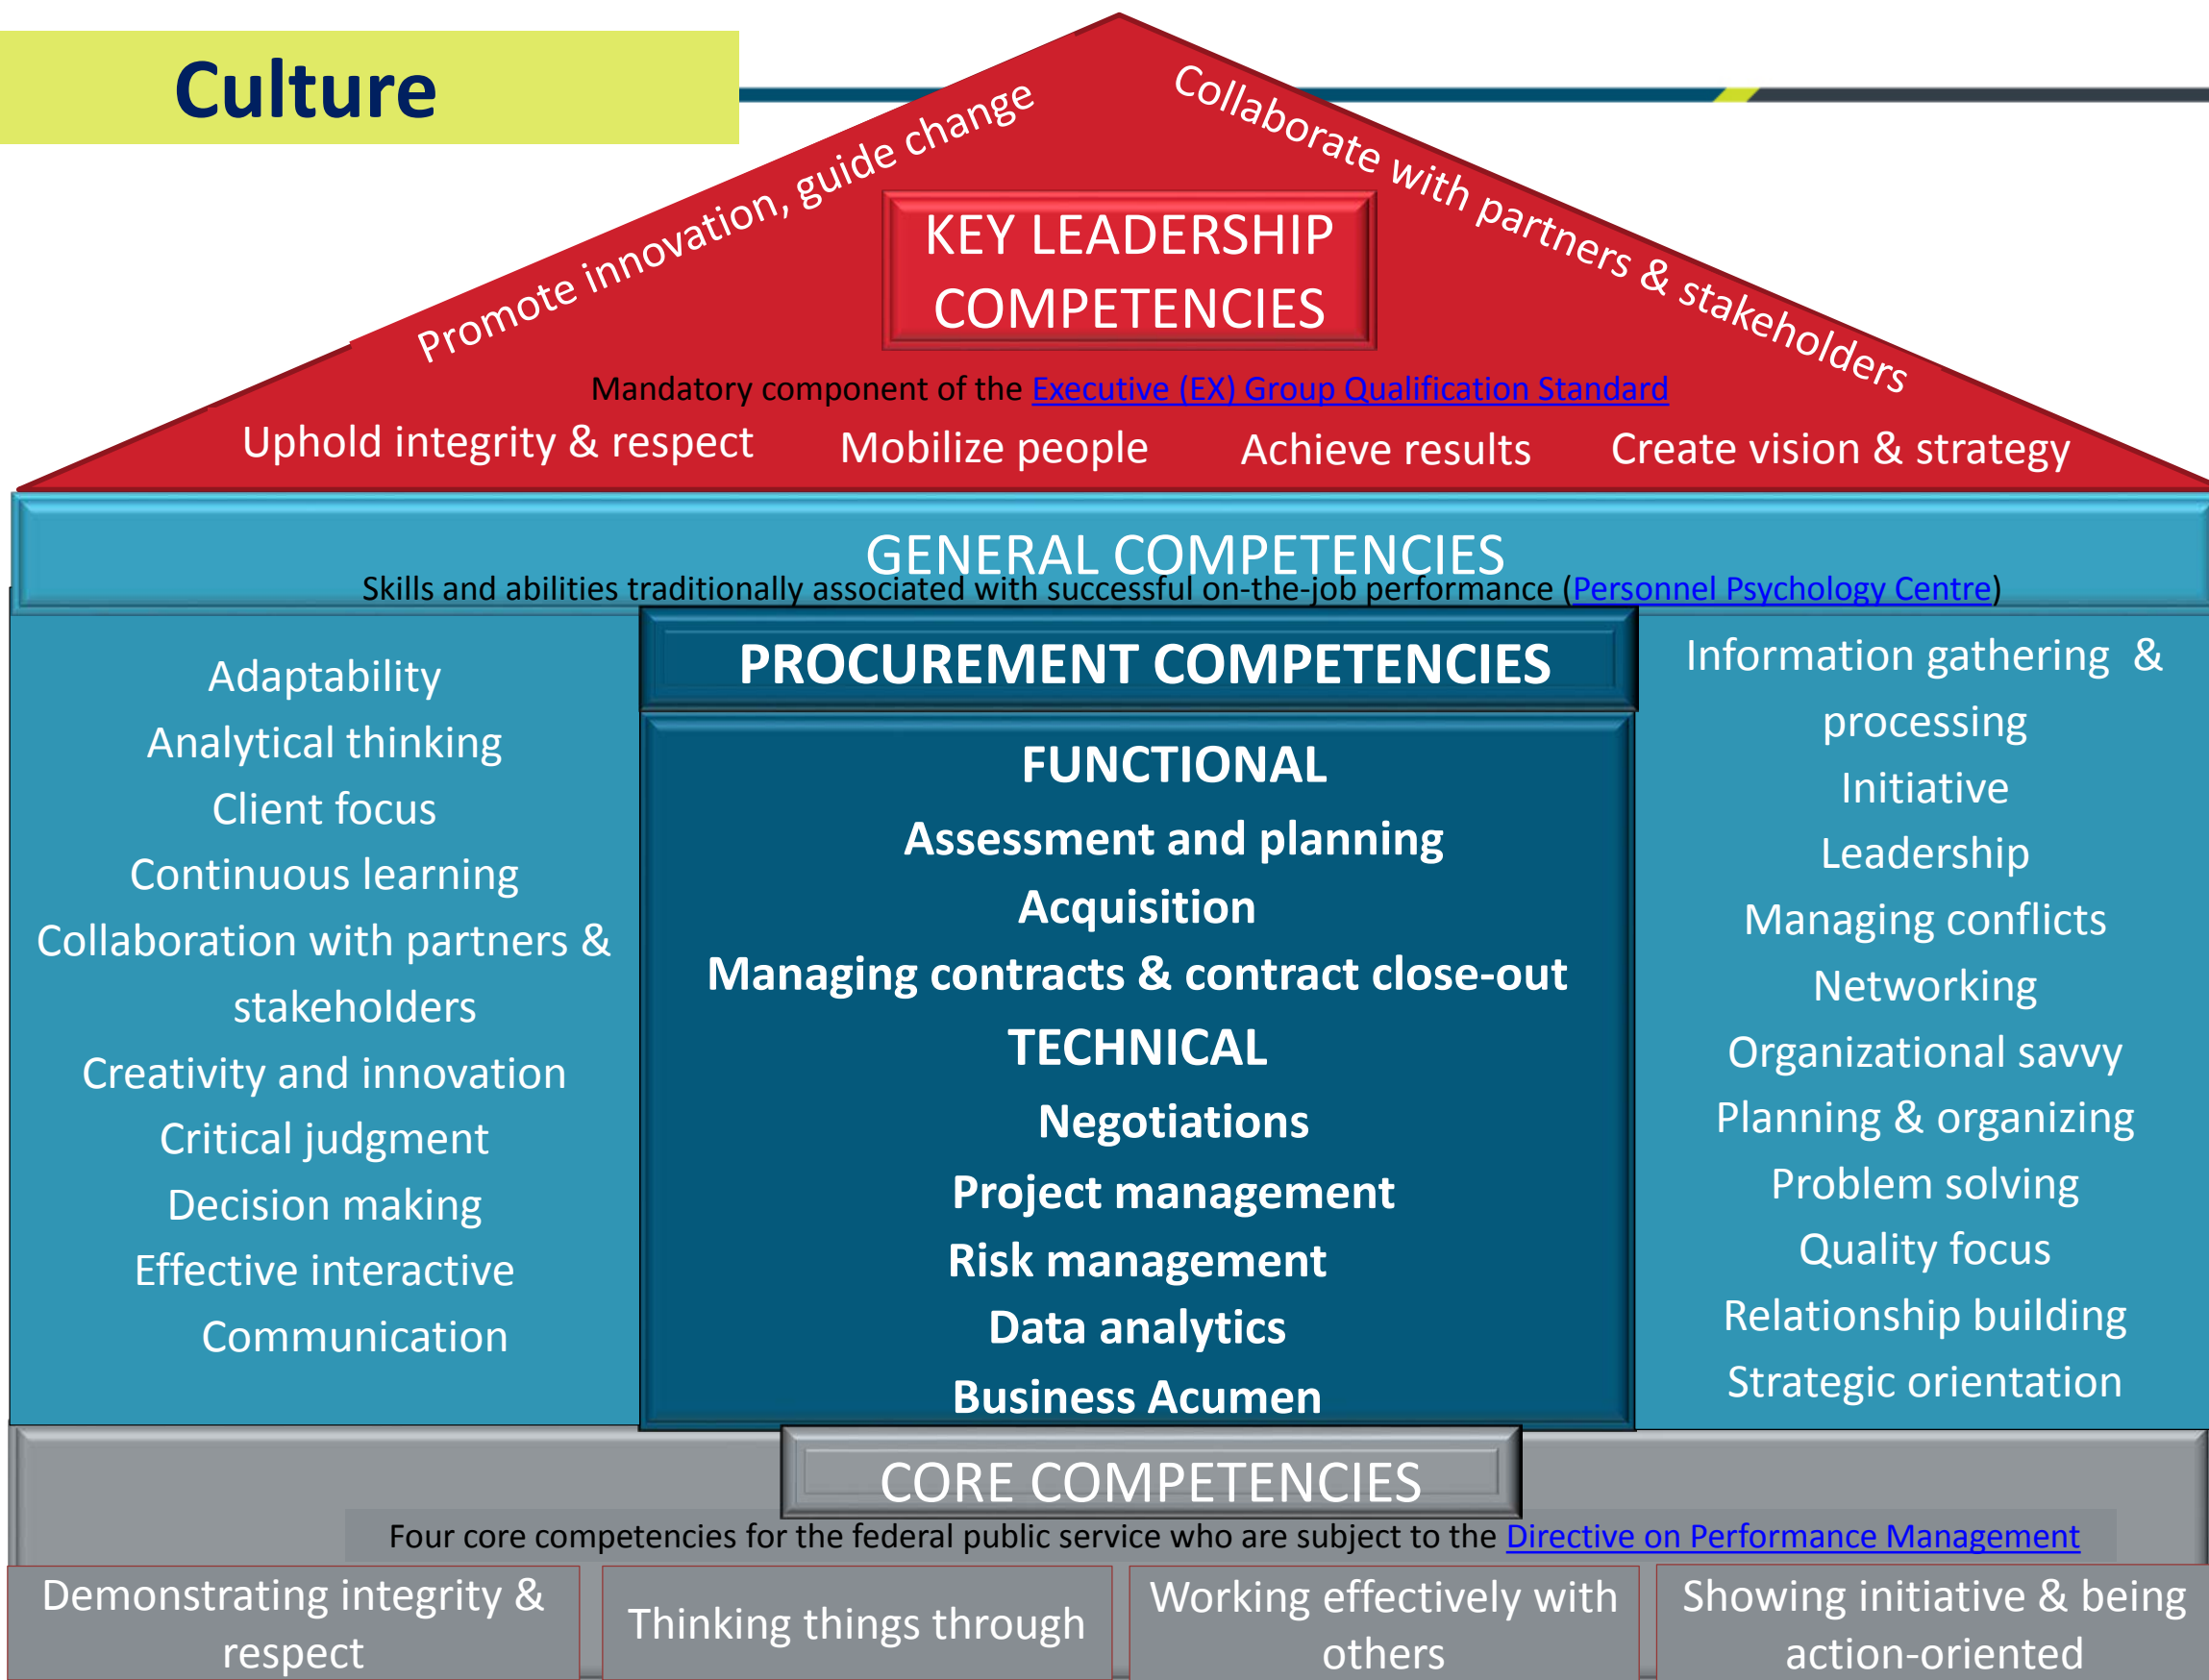 Culture
Promote innovation, guide change
Collaborate with partners & stakeholders
KEY LEADERSHIP
COMPETENCIES
Mandatory component of the Executive (EX) Group Qualification Standard
Uphold integrity & respect
Mobilize people
Achieve results
Create vision & strategy
GENERAL COMPETENCIES
Skills and abilities traditionally associated with successful on-the-job performance (Personnel Psychology Centre)
Adaptability
Analytical thinking
Client focus
Continuous learning
Collaboration with partners &
stakeholders
Creativity and innovation
Critical judgment
Decision making
Effective interactive
Communication
PROCUREMENT COMPETENCIES
FUNCTIONAL
Assessment and planning
Acquisition
Managing contracts & contract close-out
TECHNICAL
Negotiations
Project management
Risk management
Data analytics
Business Acumen
Information gathering &
processing
Initiative
Leadership
Managing conflicts
Networking
Organizational savvy
Planning & organizing
Problem solving
Quality focus
Relationship building
Strategic orientation
CORE COMPETENCIES
Four core competencies for the federal public service who are subject to the Directive on Performance Management
Demonstrating integrity &
respect
Thinking things through
Working effectively with
others
Showing initiative & being
action-oriented